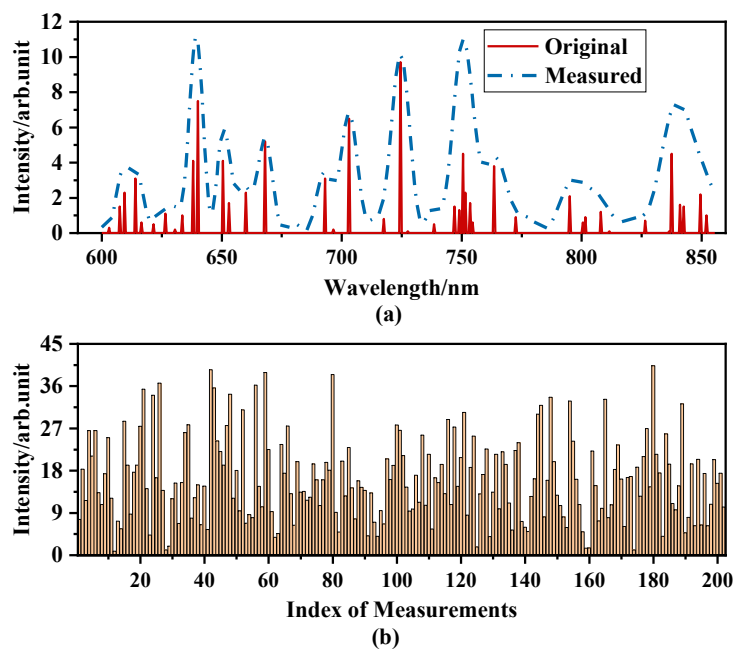 Intensity/arb.unit
12
10
8
6
4
2
0
Original
Measured
600 650 700 750 800 850
Wavelength/nm
(a)
Intensity/arb.unit
45
36
27
18
9
0
20 40 60 80 100 120 140 160 180 200
Index of Measurements
(b)